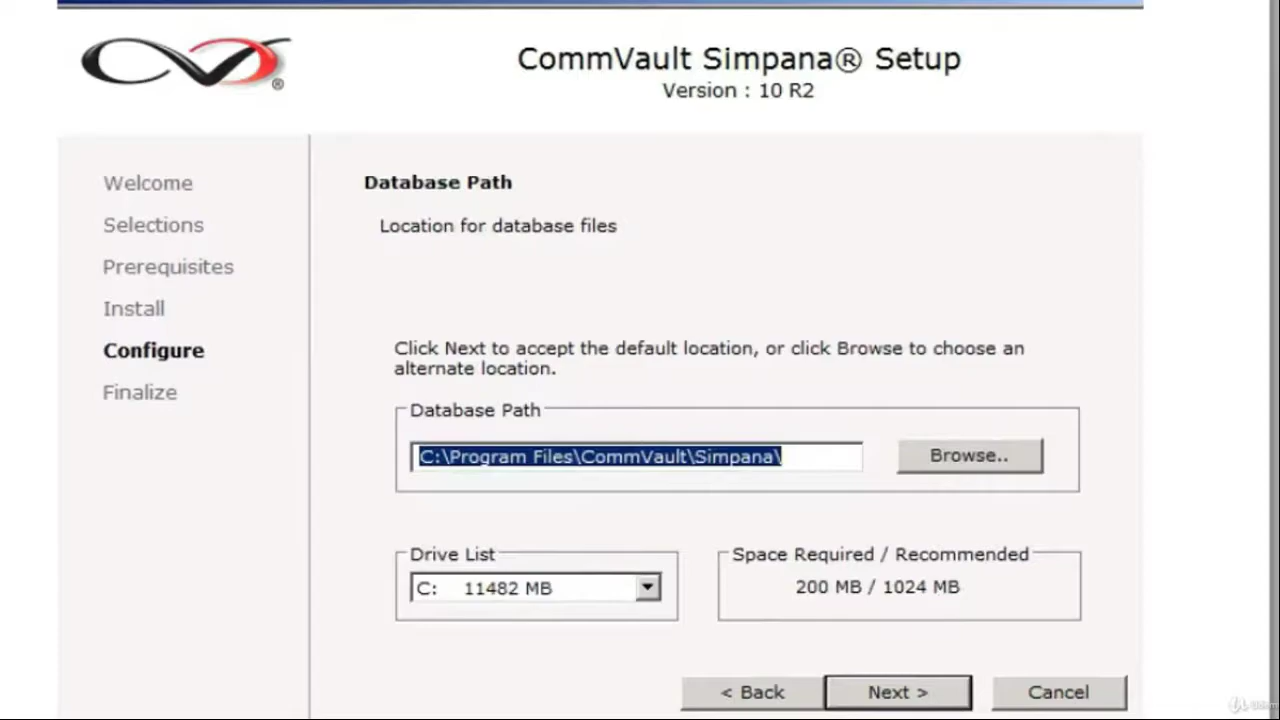 CommVault Simpana® Setup
Version : 10 R2
®
Welcome
Selections
Prerequisites
Install
Configure
Finalize
Database Path
Location for database files
Click Next to accept the default location, or click Browse to choose an
alternate location.
Database Path
C:\Program Files\CommVault\Simpana\
Browse..
Drive List
C: 11482 MB
Space Required / Recommended
200 MB / 1024 MB
< Back
Next >
Cancel